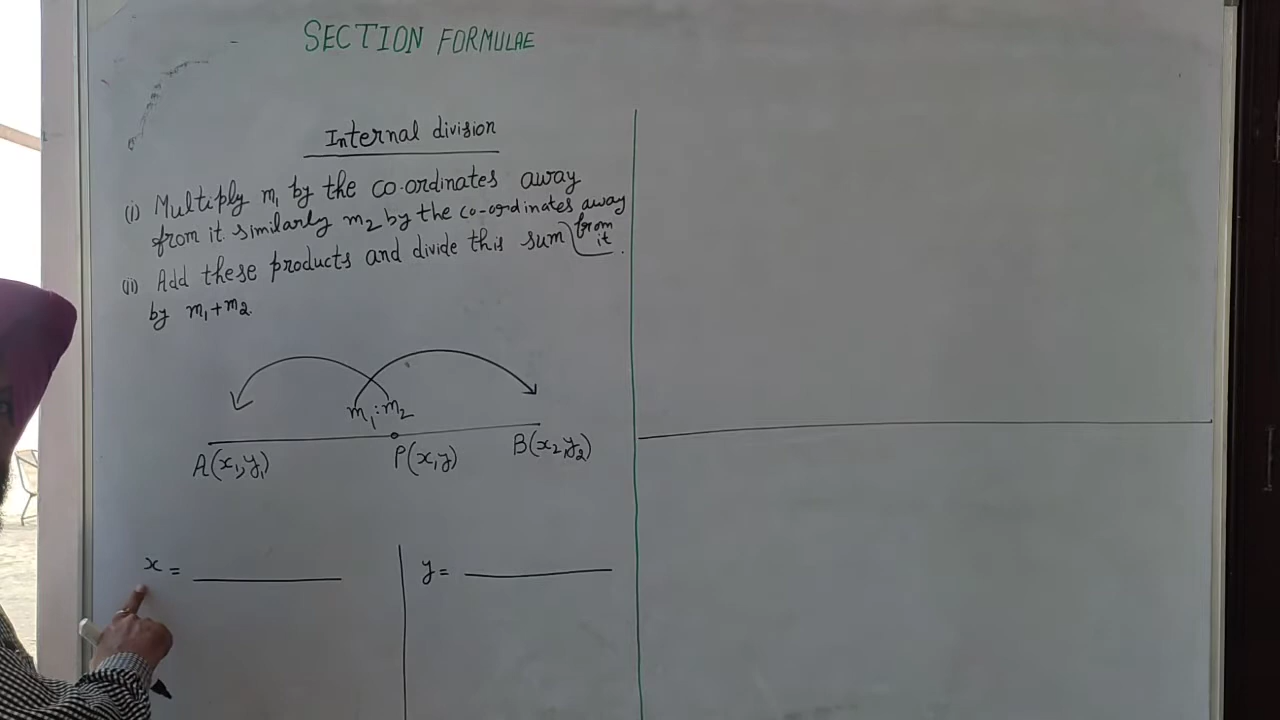 SECTION FORMULAE
Internal division
(i) Multiply m₁ by the co-ordinates away
from it similarly m₂ by the co-ordinates away
from it.
(ii) Add these products and divide this sum
by m₁+m₂.
m₁:m₂
A(x₁,y₁) P(x,y) B(x₂,y₂)
x = y =